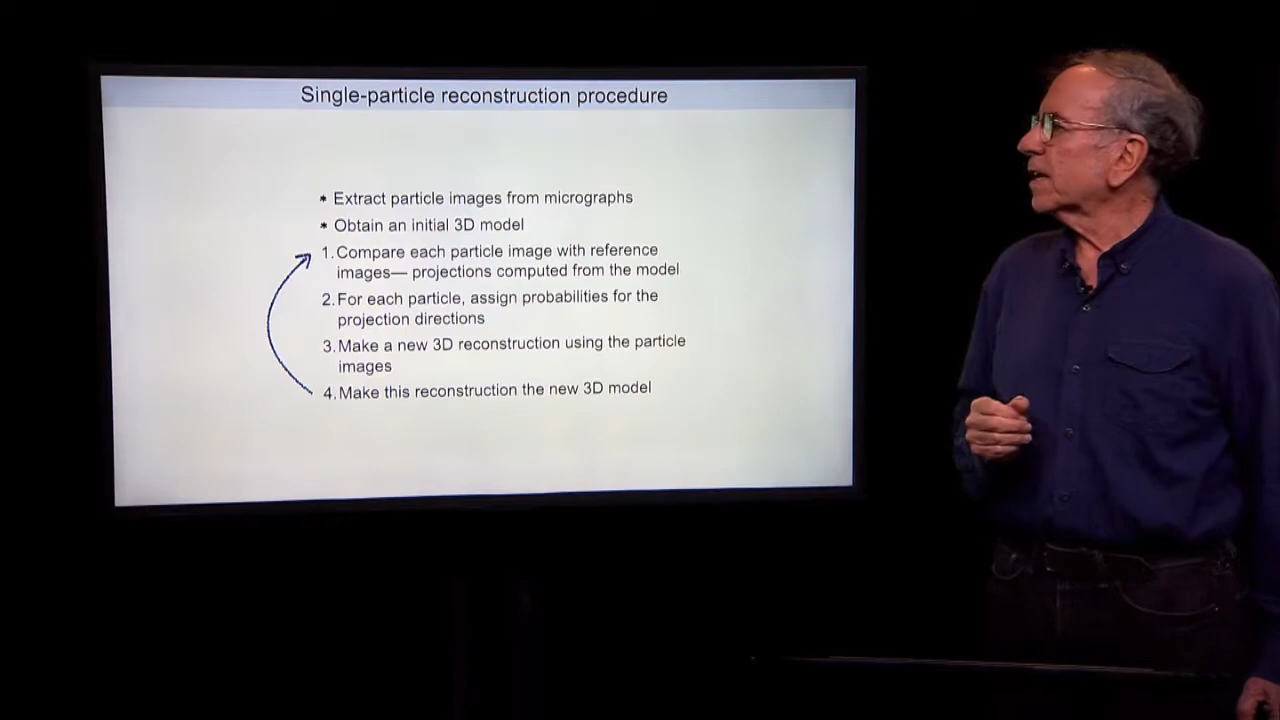 Single-particle reconstruction procedure
* Extract particle images from micrographs
* Obtain an initial 3D model
1. Compare each particle image with reference
images— projections computed from the model
2. For each particle, assign probabilities for the
projection directions
3. Make a new 3D reconstruction using the particle
images
4. Make this reconstruction the new 3D model